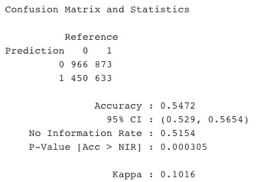 Confusion Matrix and Statistics
Reference
Prediction 0 1
0 966 873
1 450 633
Accuracy : 0.5472
95% CI : (0.529, 0.5654)
No Information Rate : 0.5154
P-Value [Acc > NIR] : 0.000305
Kappa : 0.1016